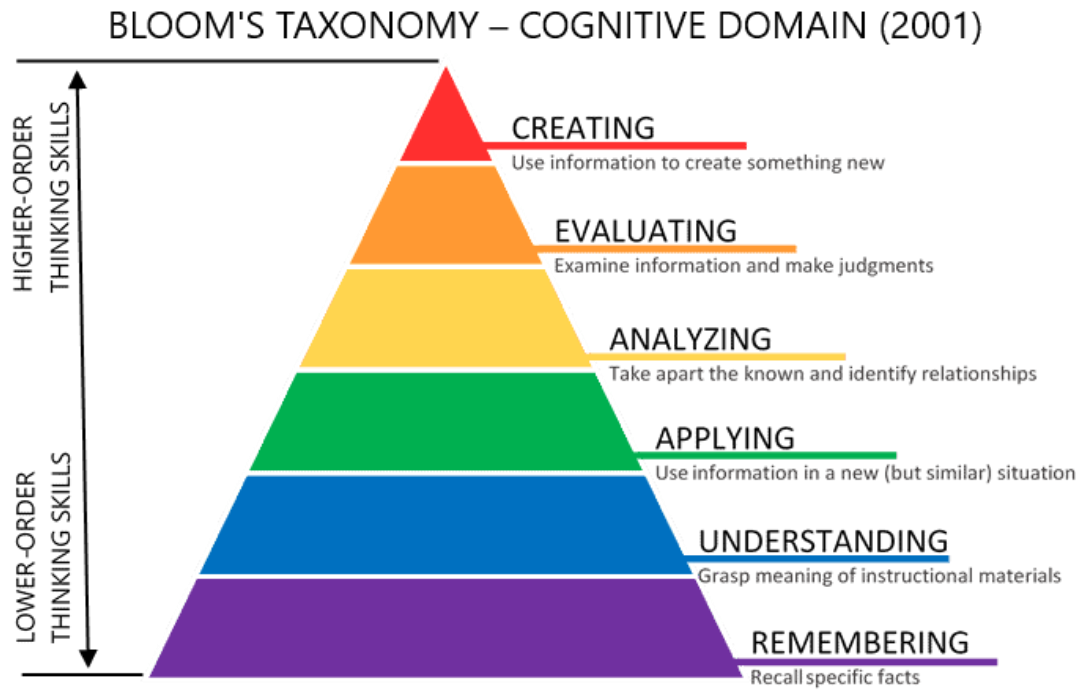 BLOOM'S TAXONOMY – COGNITIVE DOMAIN (2001)
HIGHER-ORDER
THINKING SKILLS
CREATING
Use information to create something new
EVALUATING
Examine information and make judgments
ANALYZING
Take apart the known and identify relationships
APPLYING
Use information in a new (but similar) situation
LOWER-ORDER
THINKING SKILLS
UNDERSTANDING
Grasp meaning of instructional materials
REMEMBERING
Recall specific facts